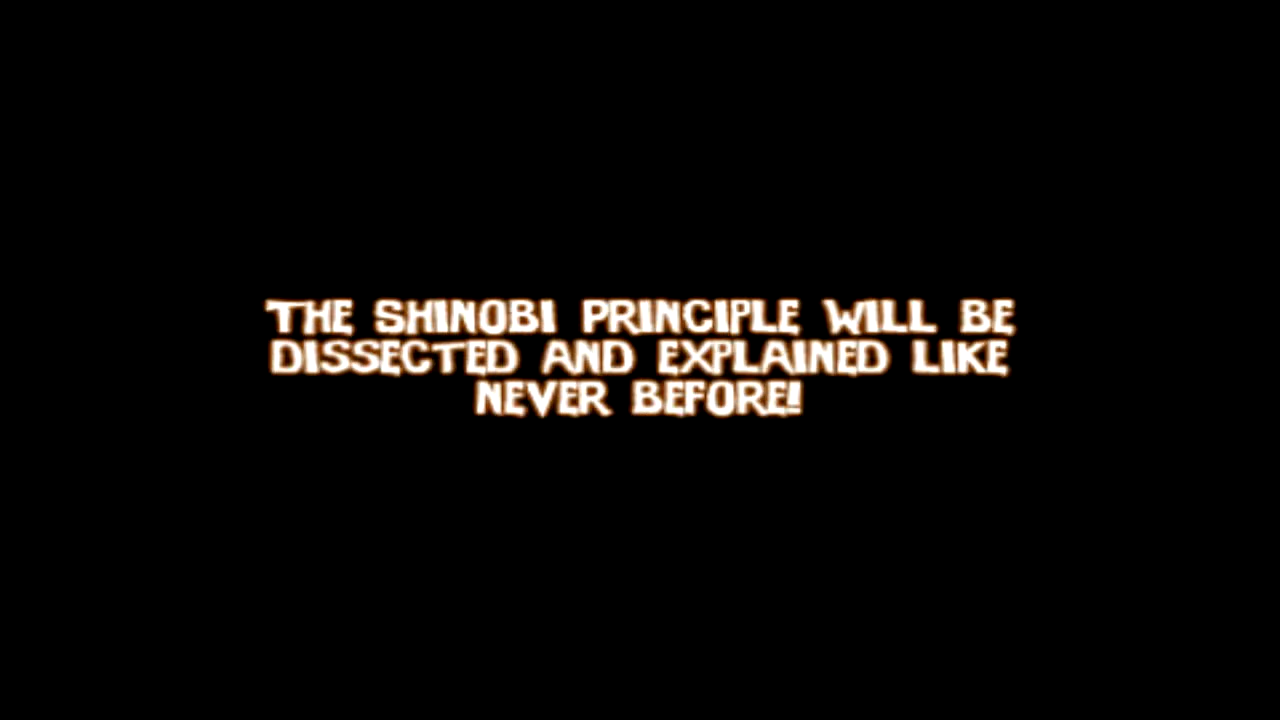 THE SHINOBI PRINCIPLE WILL BE
DISSECTED AND EXPLAINED LIKE
NEVER BEFORE!